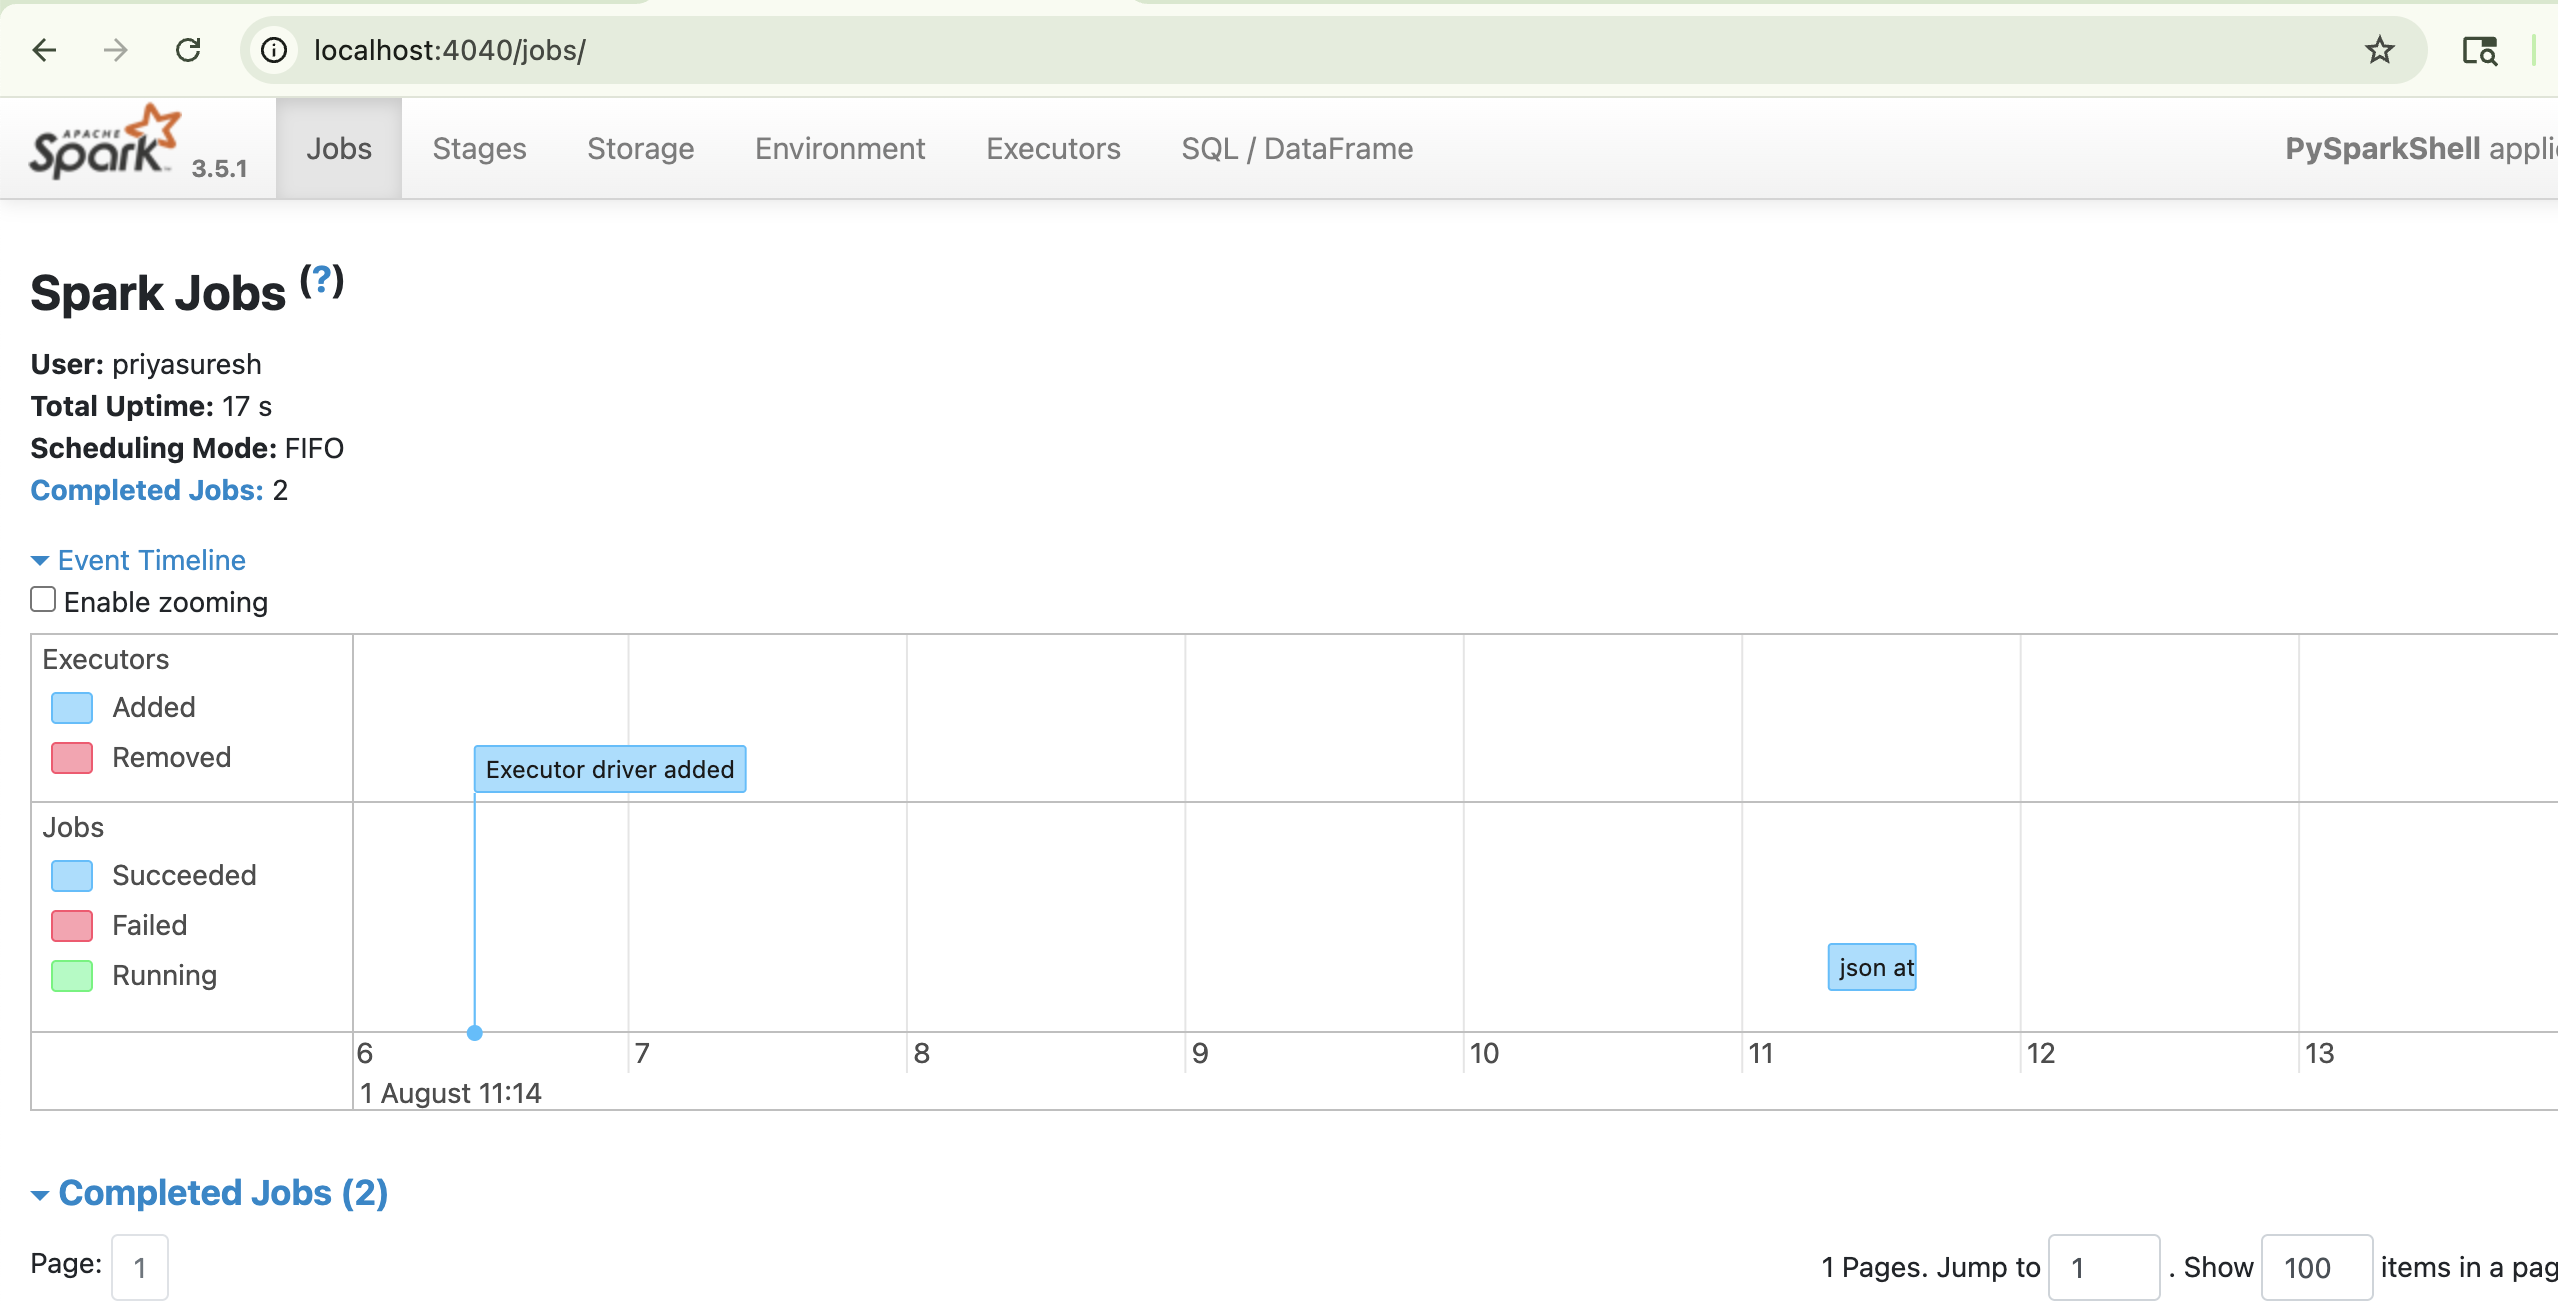 localhost:4040/jobs/
APACHE Spark 3.5.1 Jobs Stages Storage Environment Executors SQL / DataFrame PySparkShell appli
Spark Jobs (?)
User: priyasuresh
Total Uptime: 17 s
Scheduling Mode: FIFO
Completed Jobs: 2
Event Timeline
Enable zooming
Executors
Added
Removed
Executor driver added
Jobs
Succeeded
Failed
Running
json at
6 7 8 9 10 11 12 13
1 August 11:14
Completed Jobs (2)
Page: 1 1 Pages. Jump to 1 . Show 100 items in a pag